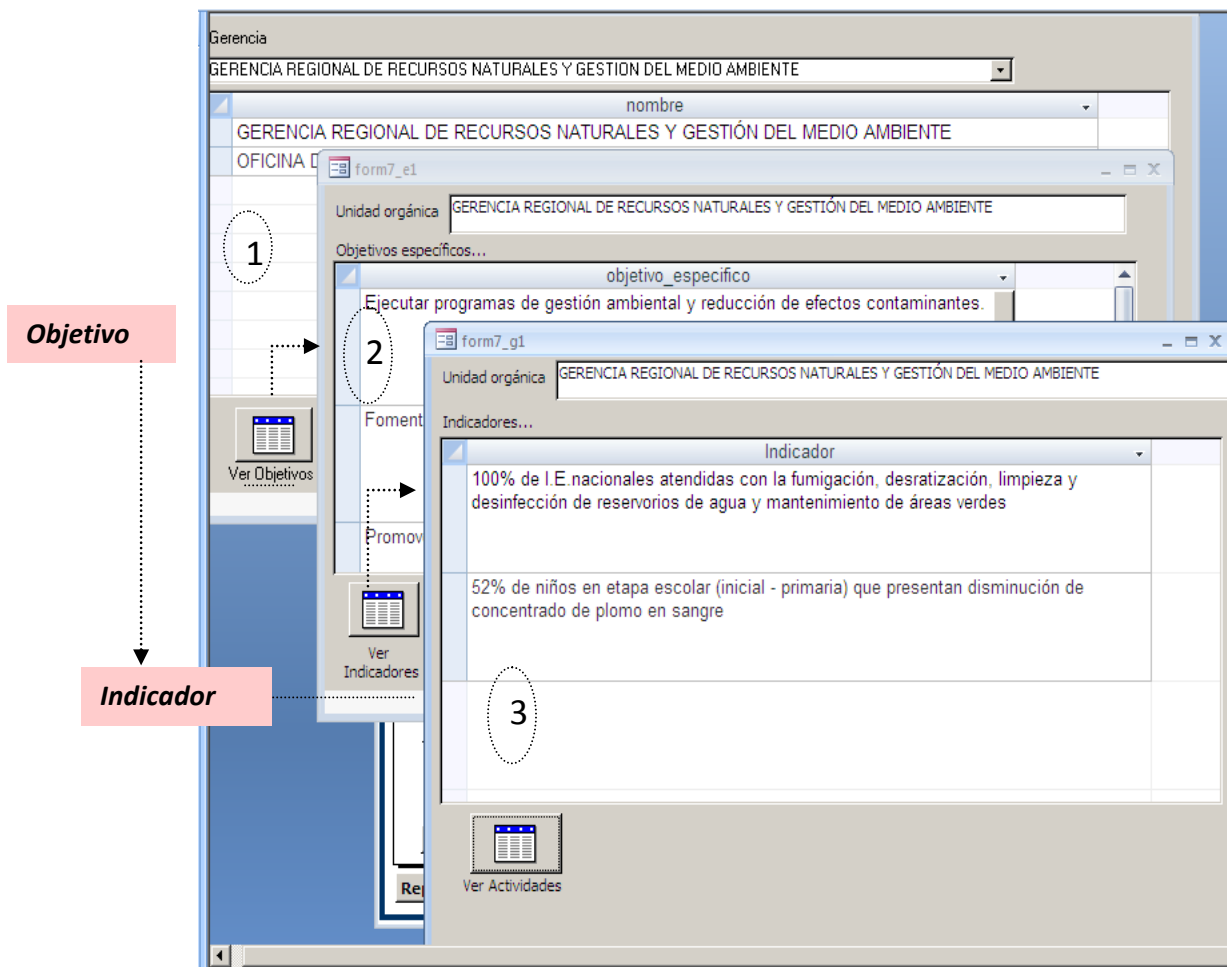 Gerencia
GERENCIA REGIONAL DE RECURSOS NATURALES Y GESTION DEL MEDIO AMBIENTE
nombre
GERENCIA REGIONAL DE RECURSOS NATURALES Y GESTIÓN DEL MEDIO AMBIENTE
OFICINA D
1
Ver Objetivos
form7_e1
Unidad orgánica
GERENCIA REGIONAL DE RECURSOS NATURALES Y GESTIÓN DEL MEDIO AMBIENTE
Objetivos específicos...
objetivo_especifico
Ejecutar programas de gestión ambiental y reducción de efectos contaminantes.
2
Foment
Promov
Ver
Indicadores
form7_g1
Unidad orgánica
GERENCIA REGIONAL DE RECURSOS NATURALES Y GESTIÓN DEL MEDIO AMBIENTE
Indicadores...
Indicador
100% de I.E.nacionales atendidas con la fumigación, desratización, limpieza y
desinfección de reservorios de agua y mantenimiento de áreas verdes
52% de niños en etapa escolar (inicial - primaria) que presentan disminución de
concentrado de plomo en sangre
3
Ver Actividades
Objetivo
Indicador
Rep